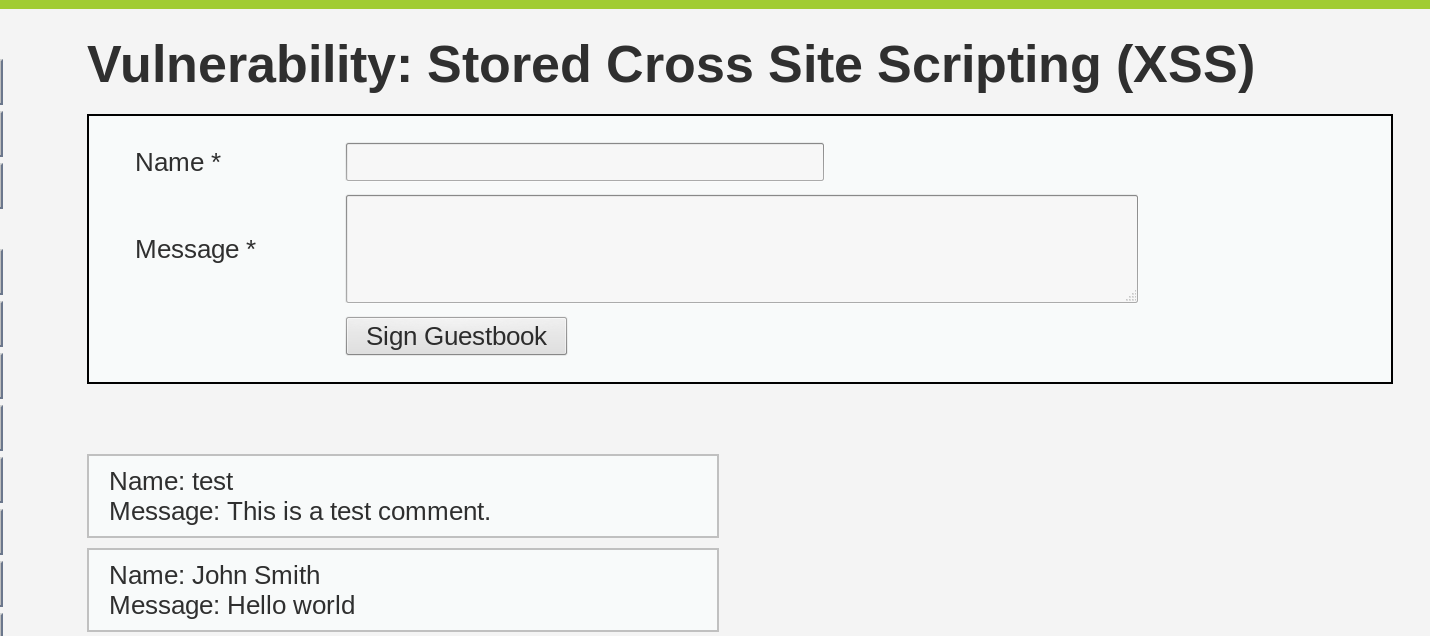 Vulnerability: Stored Cross Site Scripting (XSS)
Name *
Message *
Sign Guestbook
Name: test
Message: This is a test comment.
Name: John Smith
Message: Hello world